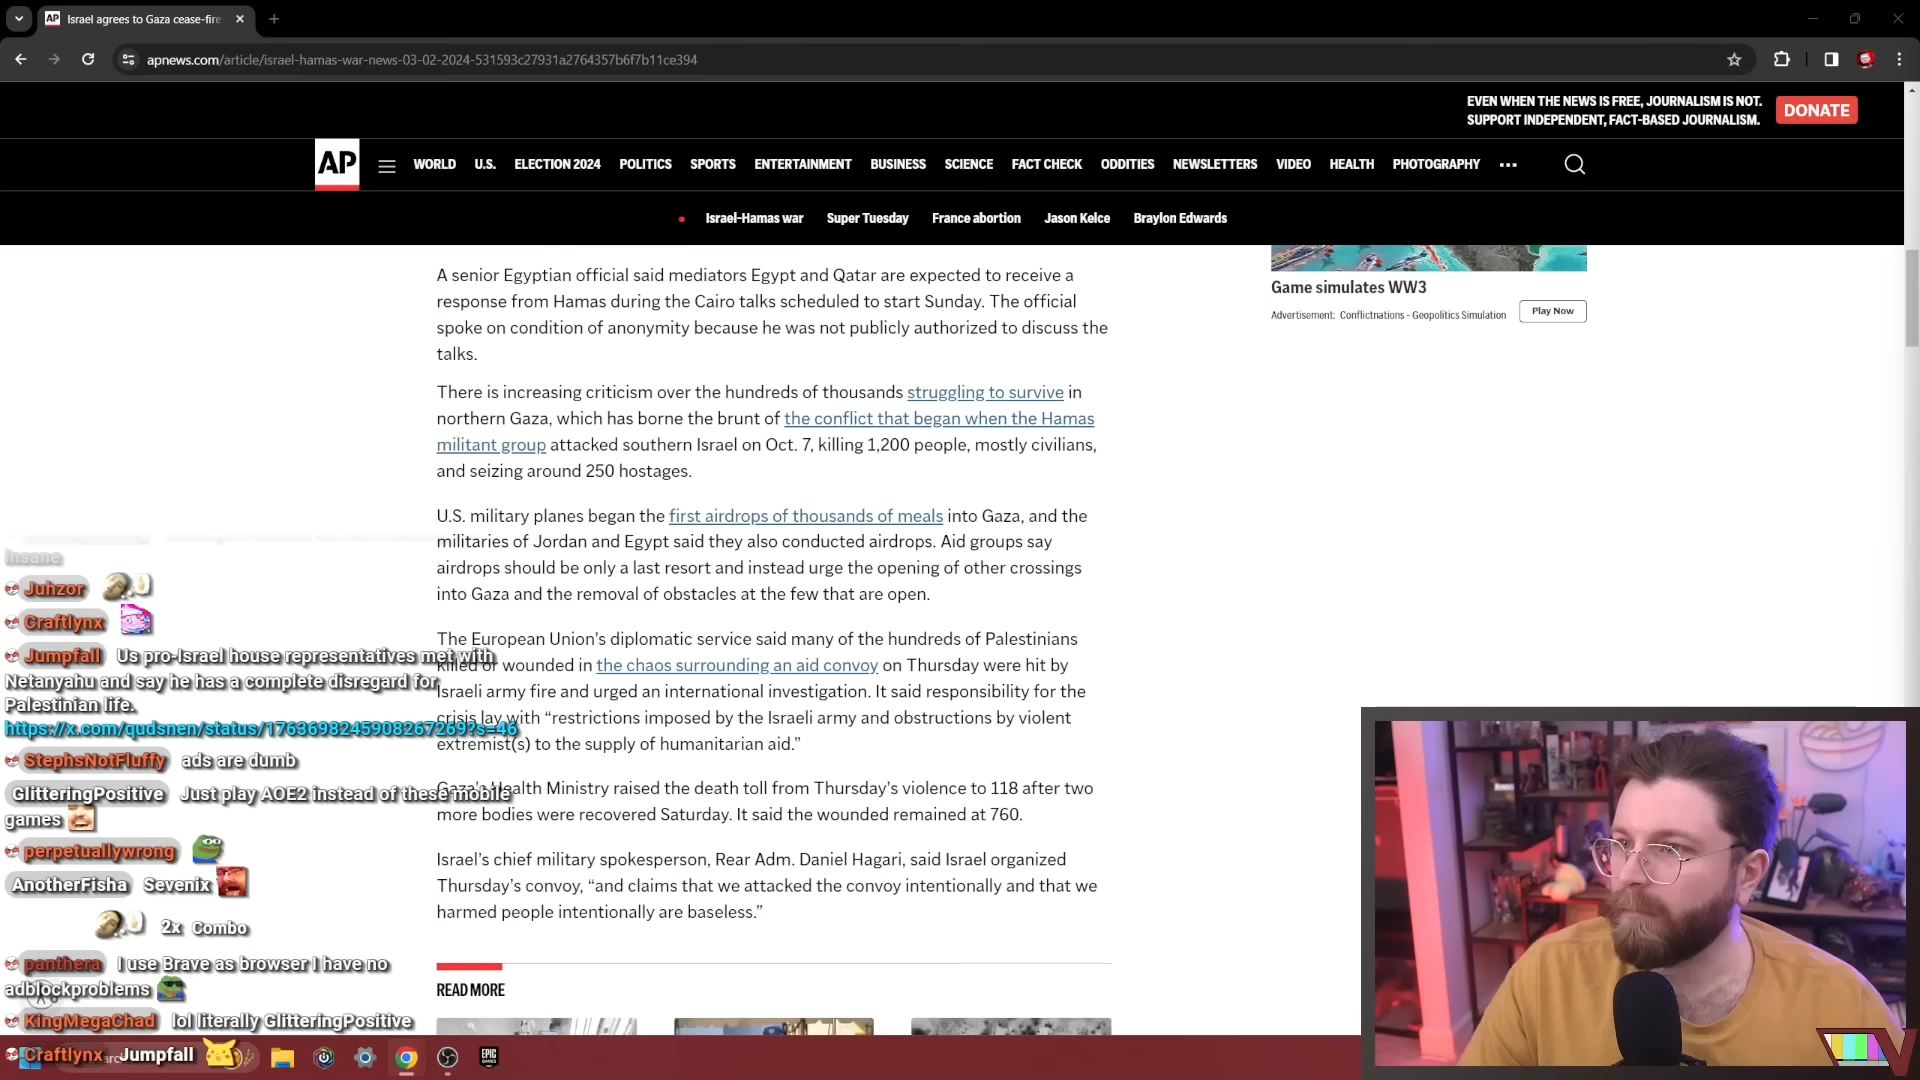 Israel agrees to Gaza cease-fire
apnews.com/article/israel-hamas-war-news-03-02-2024-531593c27931a2764357b6f7b11ce394
EVEN WHEN THE NEWS IS FREE, JOURNALISM IS NOT.
SUPPORT INDEPENDENT, FACT-BASED JOURNALISM.
DONATE
AP
WORLD U.S. ELECTION 2024 POLITICS SPORTS ENTERTAINMENT BUSINESS SCIENCE FACT CHECK ODDITIES NEWSLETTERS VIDEO HEALTH PHOTOGRAPHY
Israel-Hamas war Super Tuesday France abortion Jason Kelce Braylon Edwards
A senior Egyptian official said mediators Egypt and Qatar are expected to receive a
response from Hamas during the Cairo talks scheduled to start Sunday. The official
spoke on condition of anonymity because he was not publicly authorized to discuss the
talks.
There is increasing criticism over the hundreds of thousands struggling to survive in
northern Gaza, which has borne the brunt of the conflict that began when the Hamas
militant group attacked southern Israel on Oct. 7, killing 1,200 people, mostly civilians,
and seizing around 250 hostages.
U.S. military planes began the first airdrops of thousands of meals into Gaza, and the
militaries of Jordan and Egypt said they also conducted airdrops. Aid groups say
airdrops should be only a last resort and instead urge the opening of other crossings
into Gaza and the removal of obstacles at the few that are open.
The European Union's diplomatic service said many of the hundreds of Palestinians
killed or wounded in the chaos surrounding an aid convoy on Thursday were hit by
Israeli army fire and urged an international investigation. It said responsibility for the
crisis lay with “restrictions imposed by the Israeli army and obstructions by violent
extremist(s) to the supply of humanitarian aid.”
Gaza's Health Ministry raised the death toll from Thursday's violence to 118 after two
more bodies were recovered Saturday. It said the wounded remained at 760.
Israel's chief military spokesperson, Rear Adm. Daniel Hagari, said Israel organized
Thursday's convoy, “and claims that we attacked the convoy intentionally and that we
harmed people intentionally are baseless.”
READ MORE
Game simulates WW3
Advertisement: Conflictnations - Geopolitics Simulation
Play Now
insane
Juhzor
Craftlynx
Jumpfall Us pro-Israel house representatives met with
Netanyahu and say he has a complete disregard for
Palestinian life.
https://x.com/qudsnen/status/1763698245908267269?s=46
StephsNotFluffy ads are dumb
GlitteringPositive Just play AOE2 instead of these mobile
games
perpetuallywrong
AnotherFisha Sevenix
2x Combo
panthera I use Brave as browser I have no
adblockproblems
KingMegaChad lol literally GlitteringPositive
Craftlynx Jumpfall
EPIC
GAMES